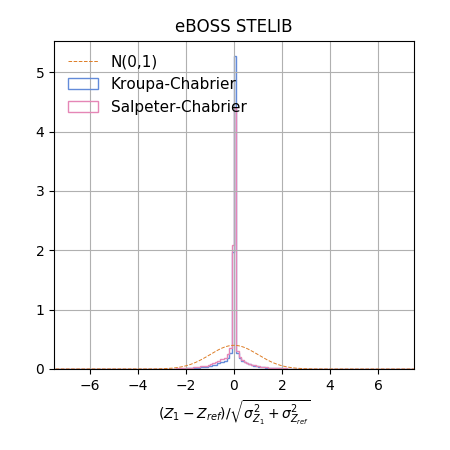 eBOSS STELIB
N(0,1)
Kroupa-Chabrier
Salpeter-Chabrier
5
4
3
2
1
0
−6 −4 −2 0 2 4 6
(Z₁ − Z_ref)/√(σ²_Z₁ + σ²_Z_ref)